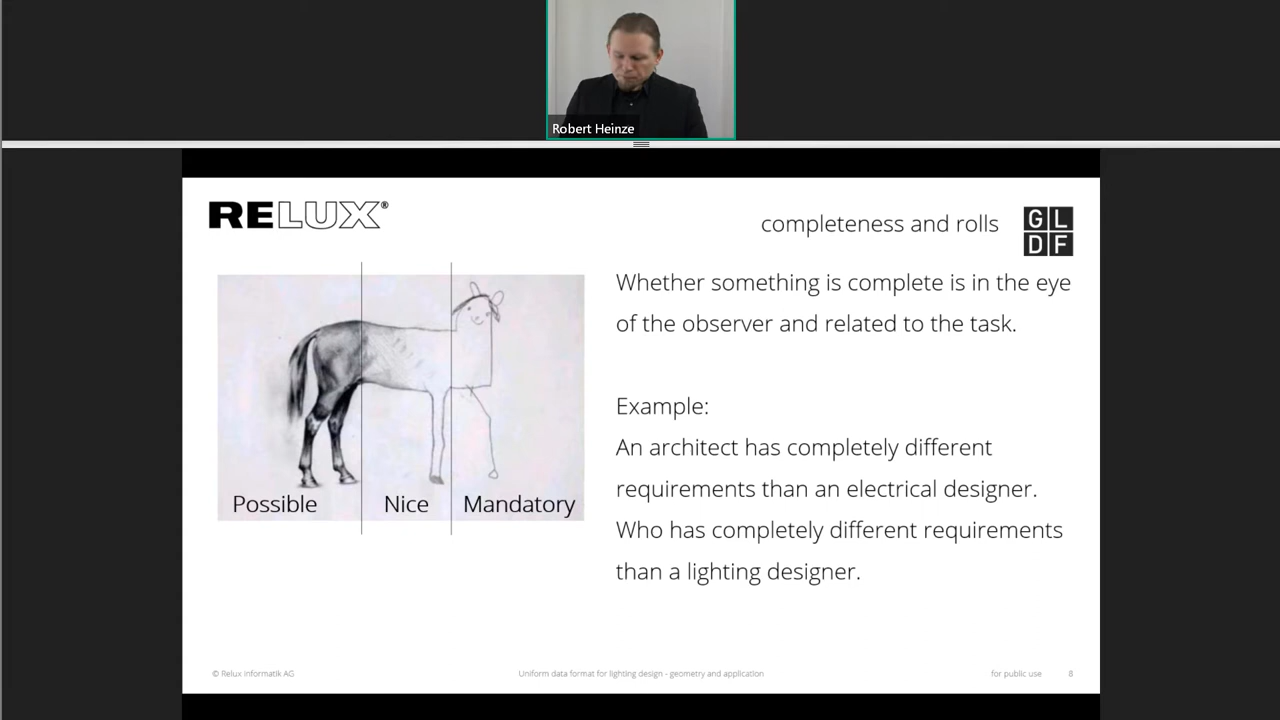 Robert Heinze
RELUX®
completeness and rolls
GL
DF
Whether something is complete is in the eye
of the observer and related to the task.
Example:
An architect has completely different
requirements than an electrical designer.
Who has completely different requirements
than a lighting designer.
Possible
Nice
Mandatory
© Relux Informatik AG
Uniform data format for lighting design - geometry and application
for public use
8